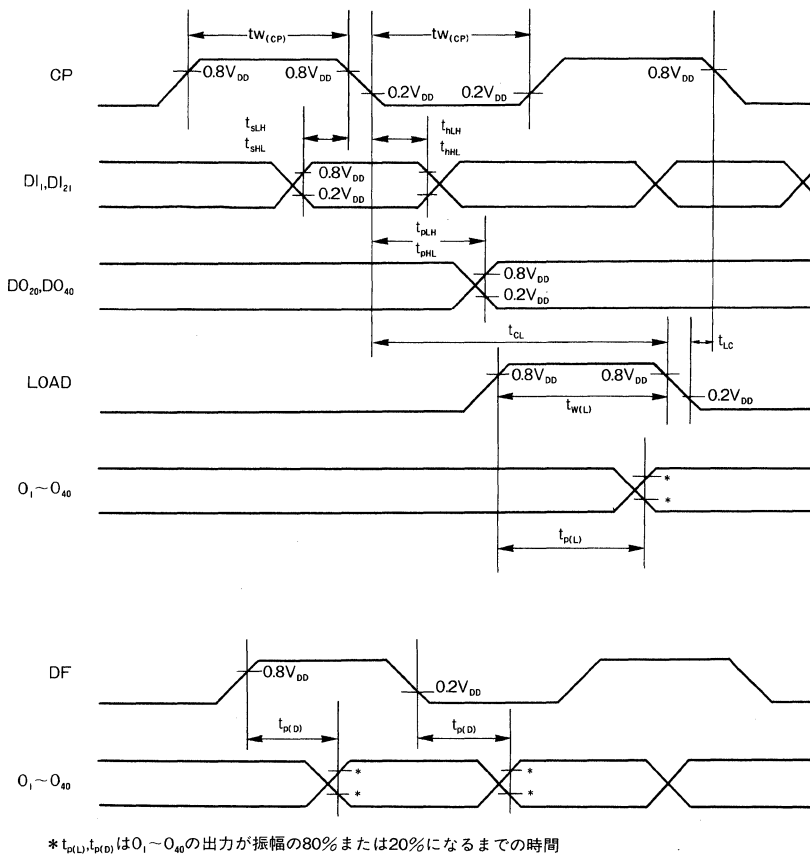 tw(CP) tw(CP)
CP
0.8VDD 0.8VDD 0.2VDD 0.2VDD 0.8VDD
tsLH thLH
tsHL thHL
DI1,DI21
0.8VDD
0.2VDD
tpLH
tpHL
DO20,DO40
0.8VDD
0.2VDD
tCL
tLC
LOAD
0.8VDD 0.8VDD
0.2VDD
tW(L)
O1~O40
*
*
tp(L)
DF
0.8VDD
0.2VDD
tp(D) tp(D)
O1~O40
* *
* *
*tp(L),tp(D)はO1~O40の出力が振幅の80%または20%になるまでの時間